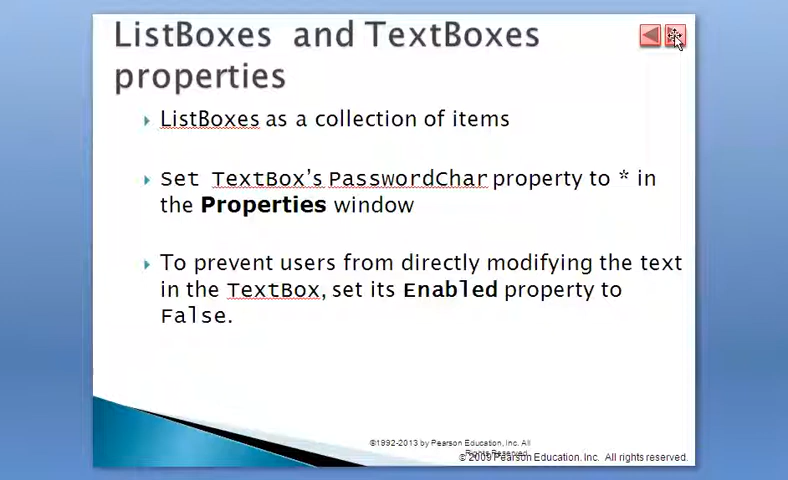 ListBoxes and TextBoxes
properties
ListBoxes as a collection of items
Set TextBox's PasswordChar property to * in
the Properties window
To prevent users from directly modifying the text
in the TextBox, set its Enabled property to
False.
©1992-2013 by Pearson Education, Inc. All
Rights Reserved.
© 2009 Pearson Education, Inc. All rights reserved.